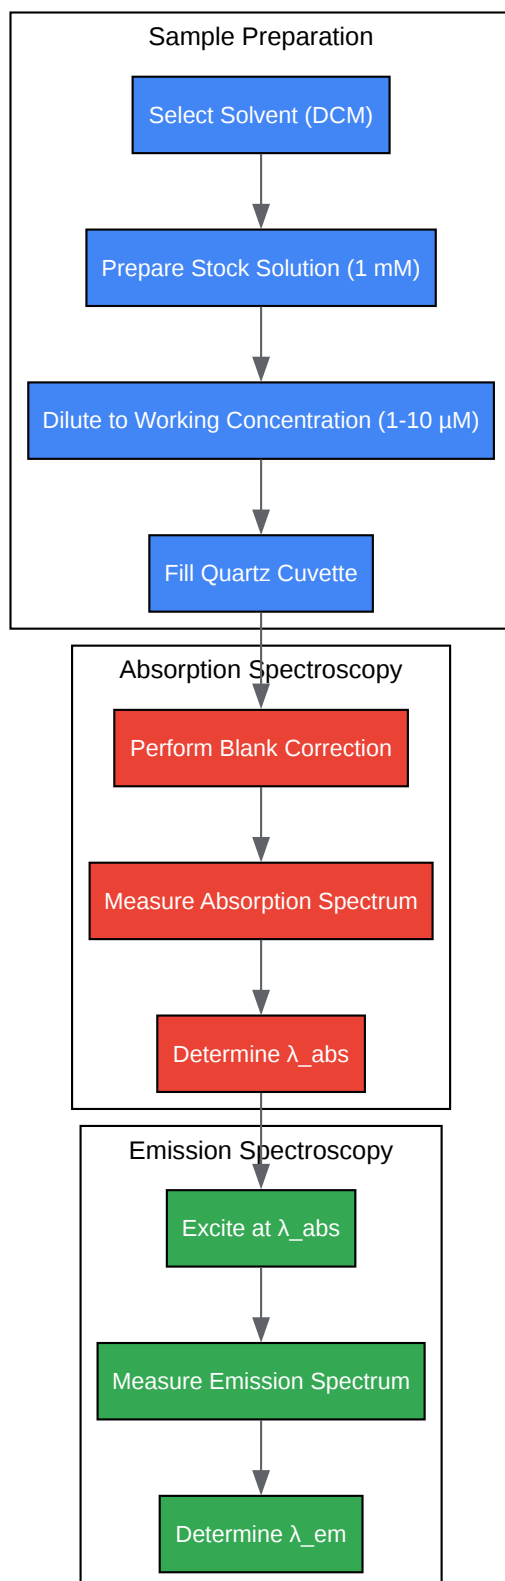 Sample Preparation
Select Solvent (DCM)
Prepare Stock Solution (1 mM)
Dilute to Working Concentration (1-10 µM)
Fill Quartz Cuvette
Absorption Spectroscopy
Perform Blank Correction
Measure Absorption Spectrum
Determine λ_abs
Emission Spectroscopy
Excite at λ_abs
Measure Emission Spectrum
Determine λ_em